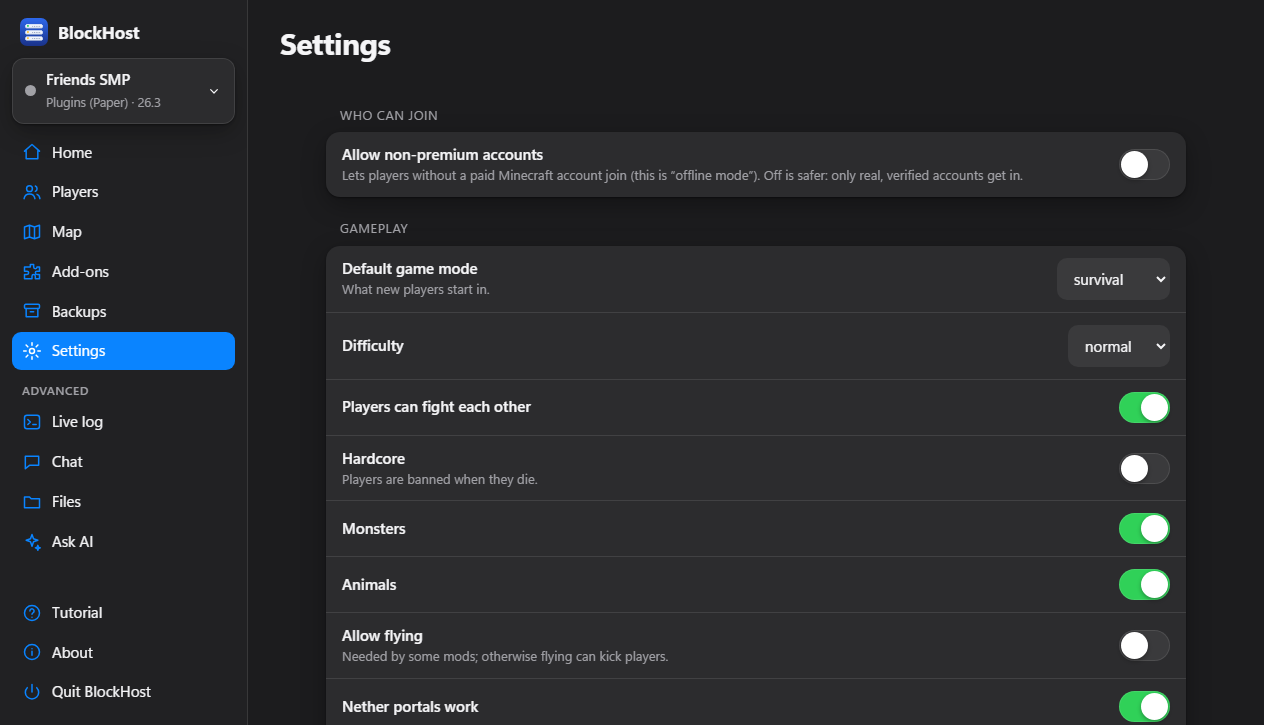 BlockHost
Friends SMP
Plugins (Paper) · 26.3
Home
Players
Map
Add-ons
Backups
Settings
ADVANCED
Live log
Chat
Files
Ask AI
Tutorial
About
Quit BlockHost
Settings
WHO CAN JOIN
Allow non-premium accounts
Lets players without a paid Minecraft account join (this is “offline mode”). Off is safer: only real, verified accounts get in.
GAMEPLAY
Default game mode
What new players start in.
survival
Difficulty
normal
Players can fight each other
Hardcore
Players are banned when they die.
Monsters
Animals
Allow flying
Needed by some mods; otherwise flying can kick players.
Nether portals work